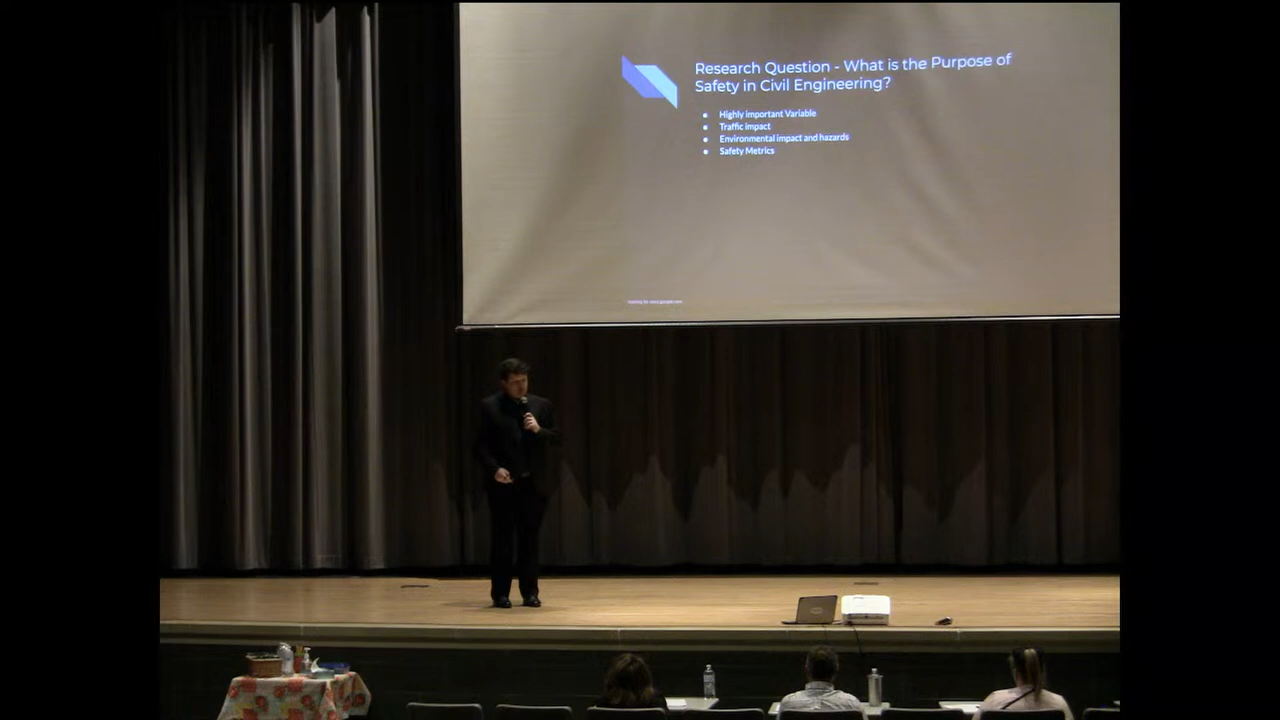 Research Question - What is the Purpose of
Safety in Civil Engineering?
Highly important Variable
Traffic impact
Environmental impact and hazards
Safety Metrics